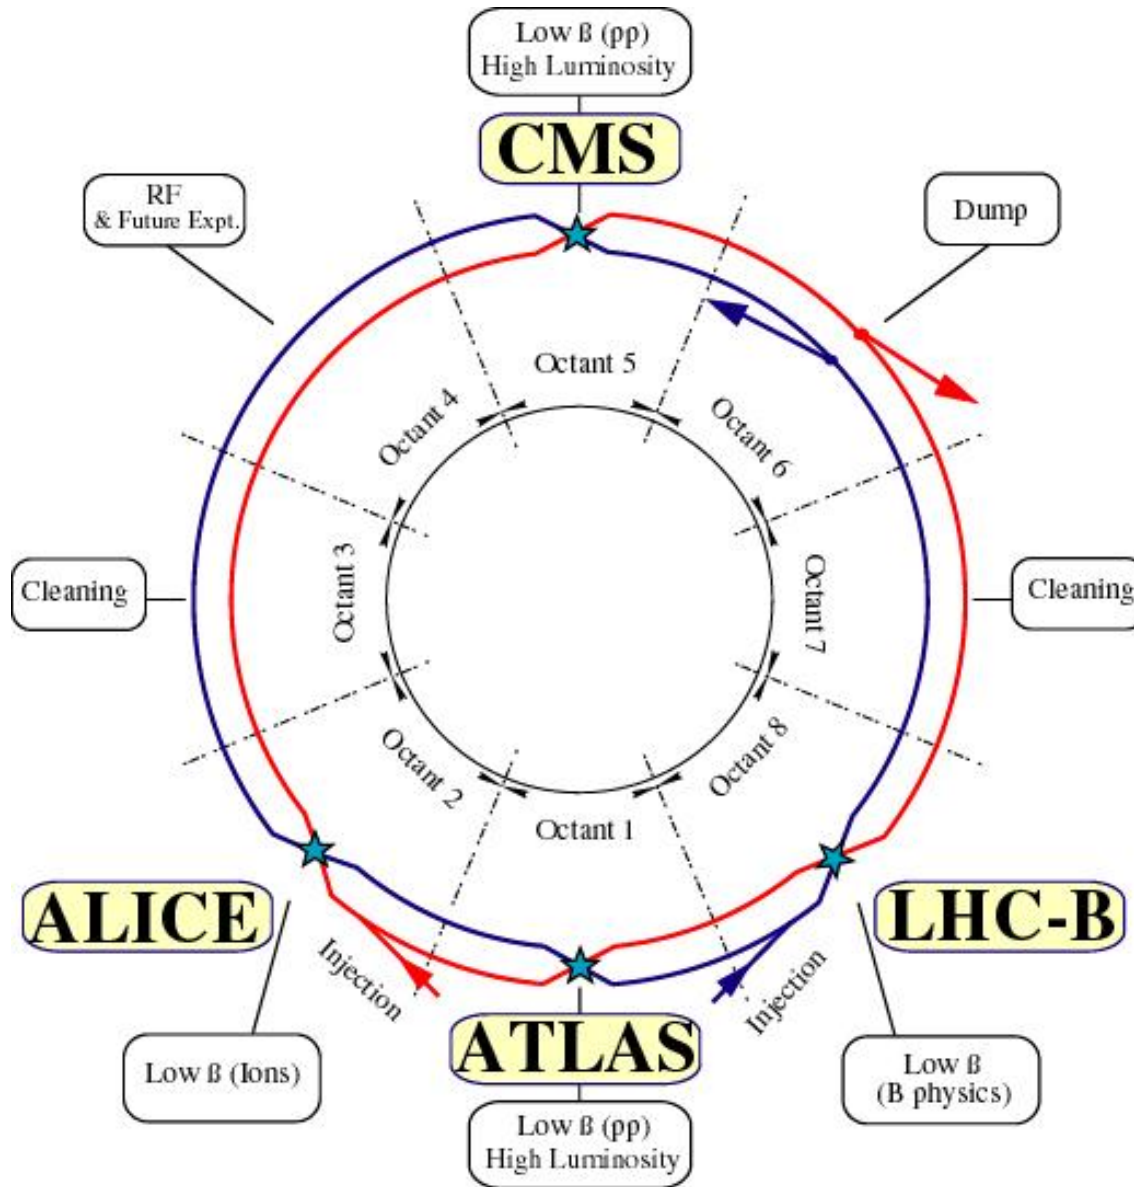 Low ß (pp)
High Luminosity
CMS
RF
& Future Expt.
Dump
Octant 5
Octant 4
Octant 6
Cleaning
Octant 3
Octant 7
Cleaning
Octant 2
Octant 8
Octant 1
ALICE
LHC-B
Injection
Injection
ATLAS
Low ß (Ions)
Low ß
(B physics)
Low ß (pp)
High Luminosity